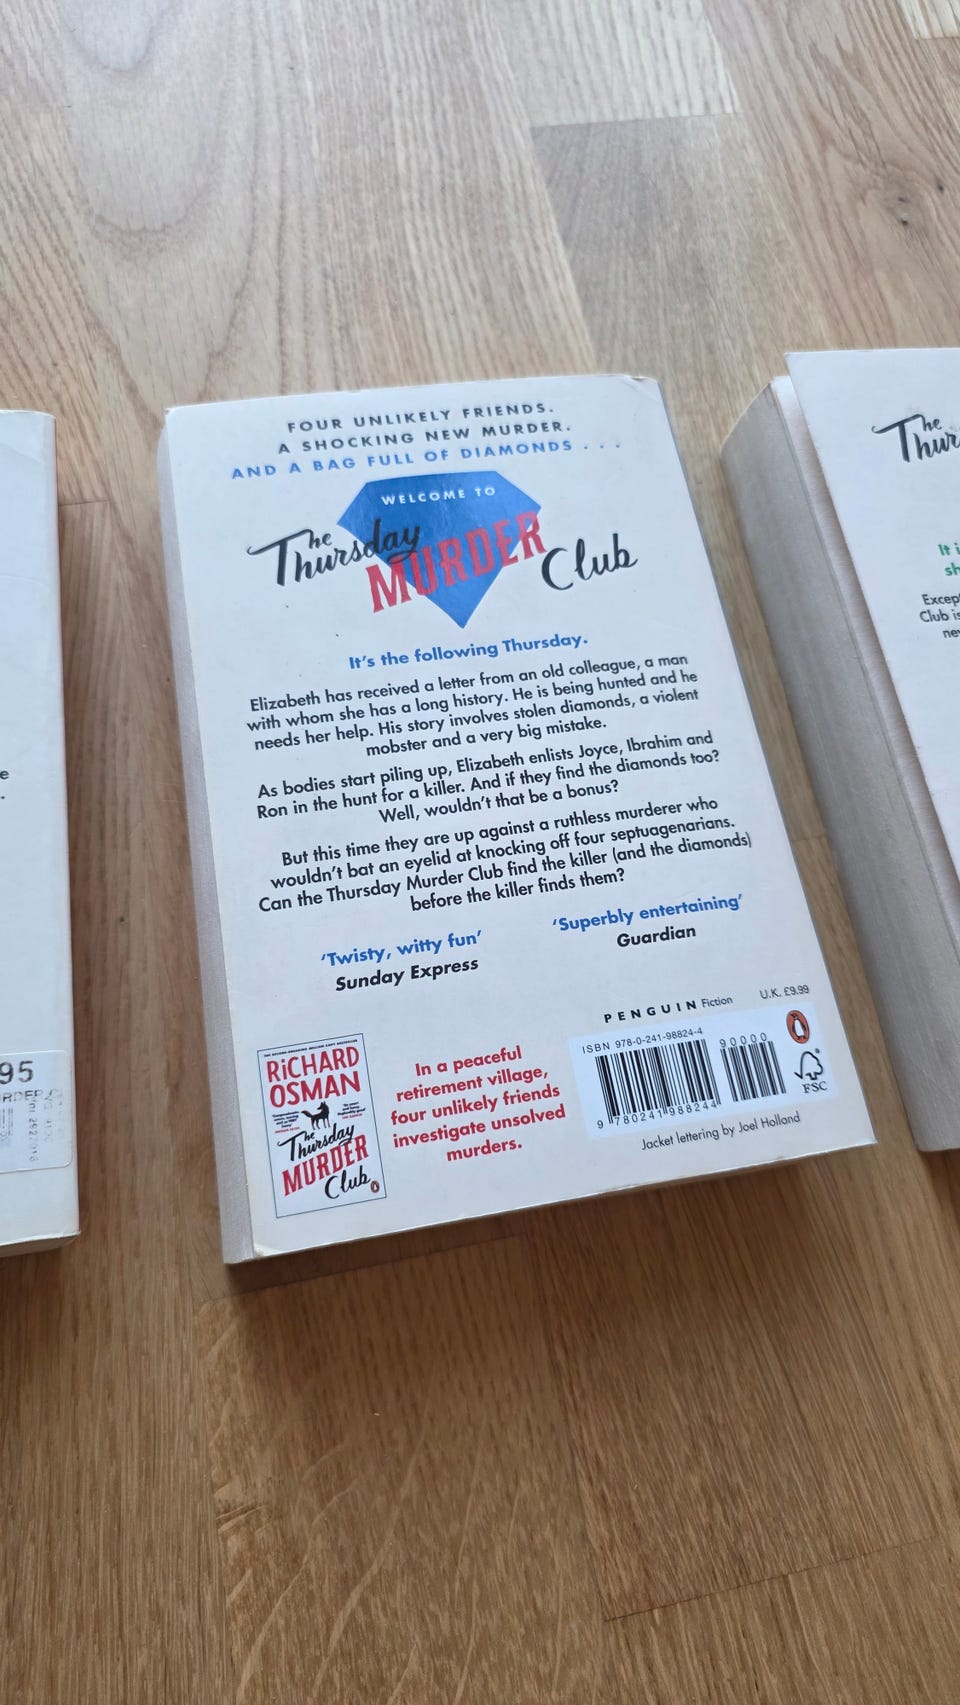 FOUR UNLIKELY FRIENDS.
A SHOCKING NEW MURDER.
AND A BAG FULL OF DIAMONDS . . .
WELCOME TO
The Thursday
MURDER
Club
It's the following Thursday.
Elizabeth has received a letter from an old colleague, a man
with whom she has a long history. He is being hunted and he
needs her help. His story involves stolen diamonds, a violent
mobster and a very big mistake.
As bodies start piling up, Elizabeth enlists Joyce, Ibrahim and
Ron in the hunt for a killer. And if they find the diamonds too?
Well, wouldn't that be a bonus?
But this time they are up against a ruthless murderer who
wouldn't bat an eyelid at knocking off four septuagenarians.
Can the Thursday Murder Club find the killer (and the diamonds)
before the killer finds them?
'Twisty, witty fun'
Sunday Express
'Superbly entertaining'
Guardian
PENGUIN Fiction
U.K. £9.99
ISBN 978-0-241-98824-4
90000
9 780241 988244
FSC
Jacket lettering by Joel Holland
RICHARD
OSMAN
The
Thursday
MURDER
Club
In a peaceful
retirement village,
four unlikely friends
investigate unsolved
murders.
e
.
95
The
Thur
It i
sh
Excep
Club is
ne